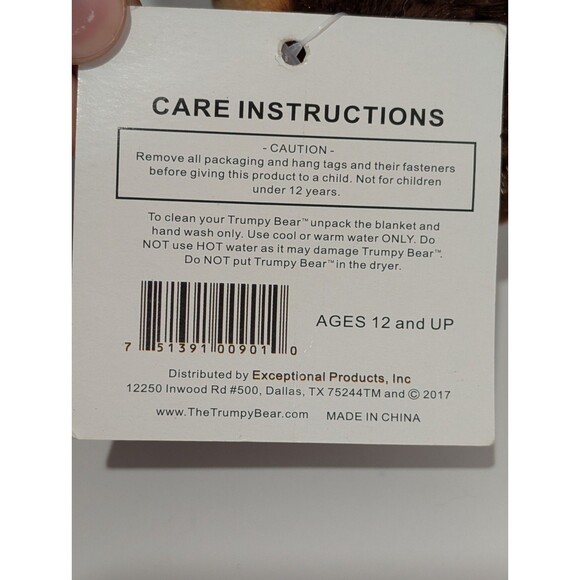 CARE INSTRUCTIONS
- CAUTION -
Remove all packaging and hang tags and their fasteners
before giving this product to a child. Not for children
under 12 years.
To clean your Trumpy Bear™ unpack the blanket and
hand wash only. Use cool or warm water ONLY. Do
NOT use HOT water as it may damage Trumpy Bear™.
Do NOT put Trumpy Bear™ in the dryer.
7 51391 00901 0
AGES 12 and UP
Distributed by Exceptional Products, Inc
12250 Inwood Rd #500, Dallas, TX 75244TM and © 2017
www.TheTrumpyBear.com MADE IN CHINA